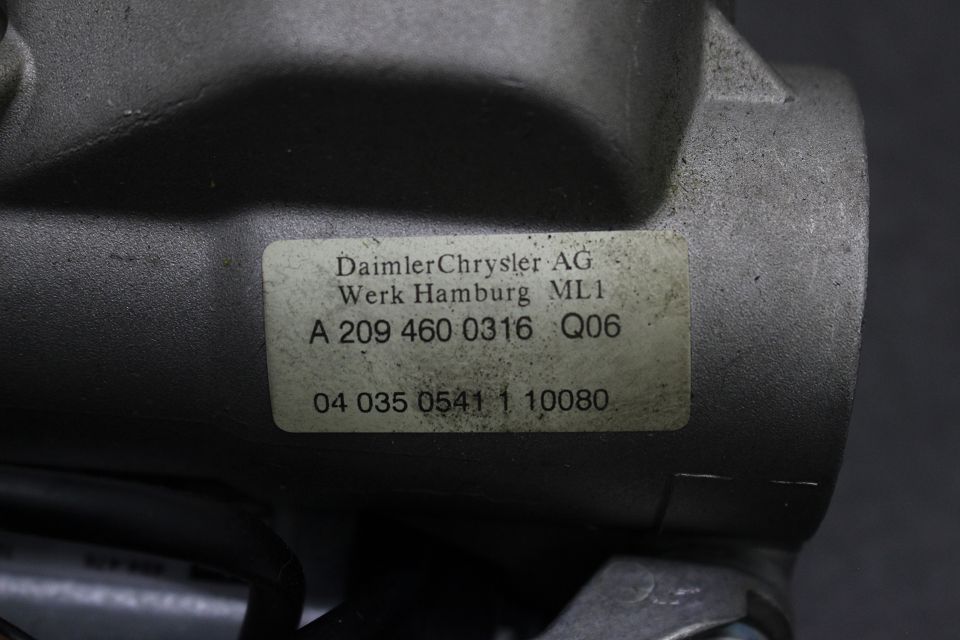 DaimlerChrysler AG
Werk Hamburg ML1
A 209 460 0316 Q06
04 035 0541 1 10080